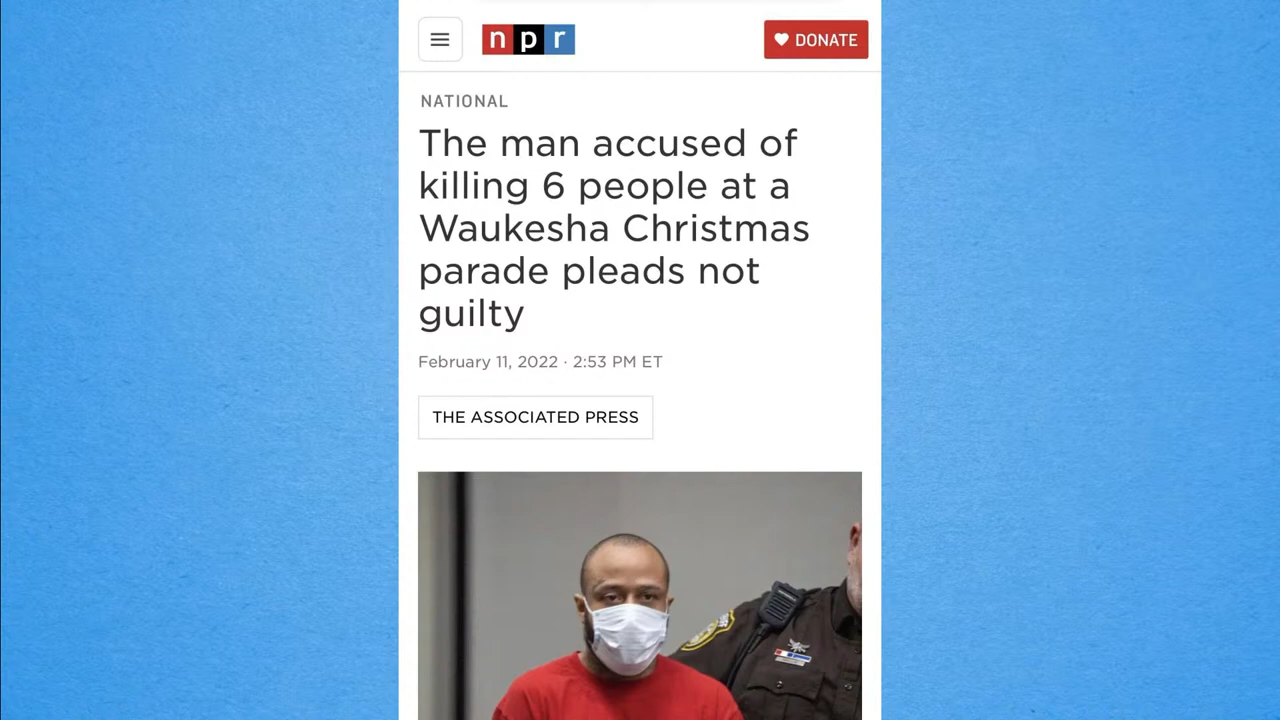 npr
DONATE
NATIONAL
The man accused of
killing 6 people at a
Waukesha Christmas
parade pleads not
guilty
February 11, 2022 · 2:53 PM ET
THE ASSOCIATED PRESS